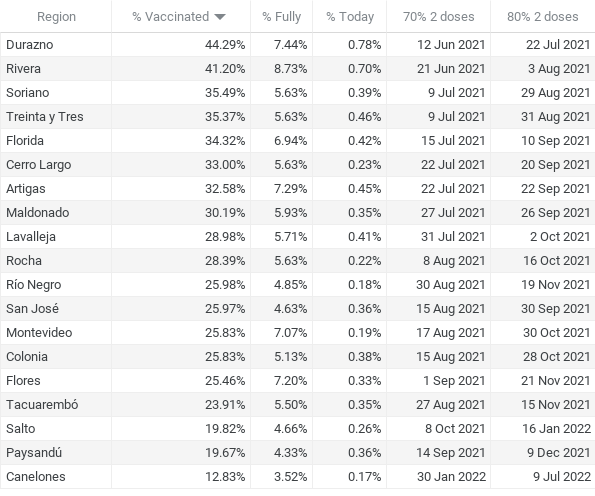 Region % Vaccinated % Fully % Today 70% 2 doses 80% 2 doses
Durazno 44.29% 7.44% 0.78% 12 Jun 2021 22 Jul 2021
Rivera 41.20% 8.73% 0.70% 21 Jun 2021 3 Aug 2021
Soriano 35.49% 5.63% 0.39% 9 Jul 2021 29 Aug 2021
Treinta y Tres 35.37% 5.63% 0.46% 9 Jul 2021 31 Aug 2021
Florida 34.32% 6.94% 0.42% 15 Jul 2021 10 Sep 2021
Cerro Largo 33.00% 5.63% 0.23% 22 Jul 2021 20 Sep 2021
Artigas 32.58% 7.29% 0.45% 22 Jul 2021 22 Sep 2021
Maldonado 30.19% 5.93% 0.35% 27 Jul 2021 26 Sep 2021
Lavalleja 28.98% 5.71% 0.41% 31 Jul 2021 2 Oct 2021
Rocha 28.39% 5.63% 0.22% 8 Aug 2021 16 Oct 2021
Río Negro 25.98% 4.85% 0.18% 30 Aug 2021 19 Nov 2021
San José 25.97% 4.63% 0.36% 15 Aug 2021 30 Sep 2021
Montevideo 25.83% 7.07% 0.19% 17 Aug 2021 30 Oct 2021
Colonia 25.83% 5.13% 0.38% 15 Aug 2021 28 Oct 2021
Flores 25.46% 7.20% 0.33% 1 Sep 2021 21 Nov 2021
Tacuarembó 23.91% 5.50% 0.35% 27 Aug 2021 15 Nov 2021
Salto 19.82% 4.66% 0.26% 8 Oct 2021 16 Jan 2022
Paysandú 19.67% 4.33% 0.36% 14 Sep 2021 9 Dec 2021
Canelones 12.83% 3.52% 0.17% 30 Jan 2022 9 Jul 2022